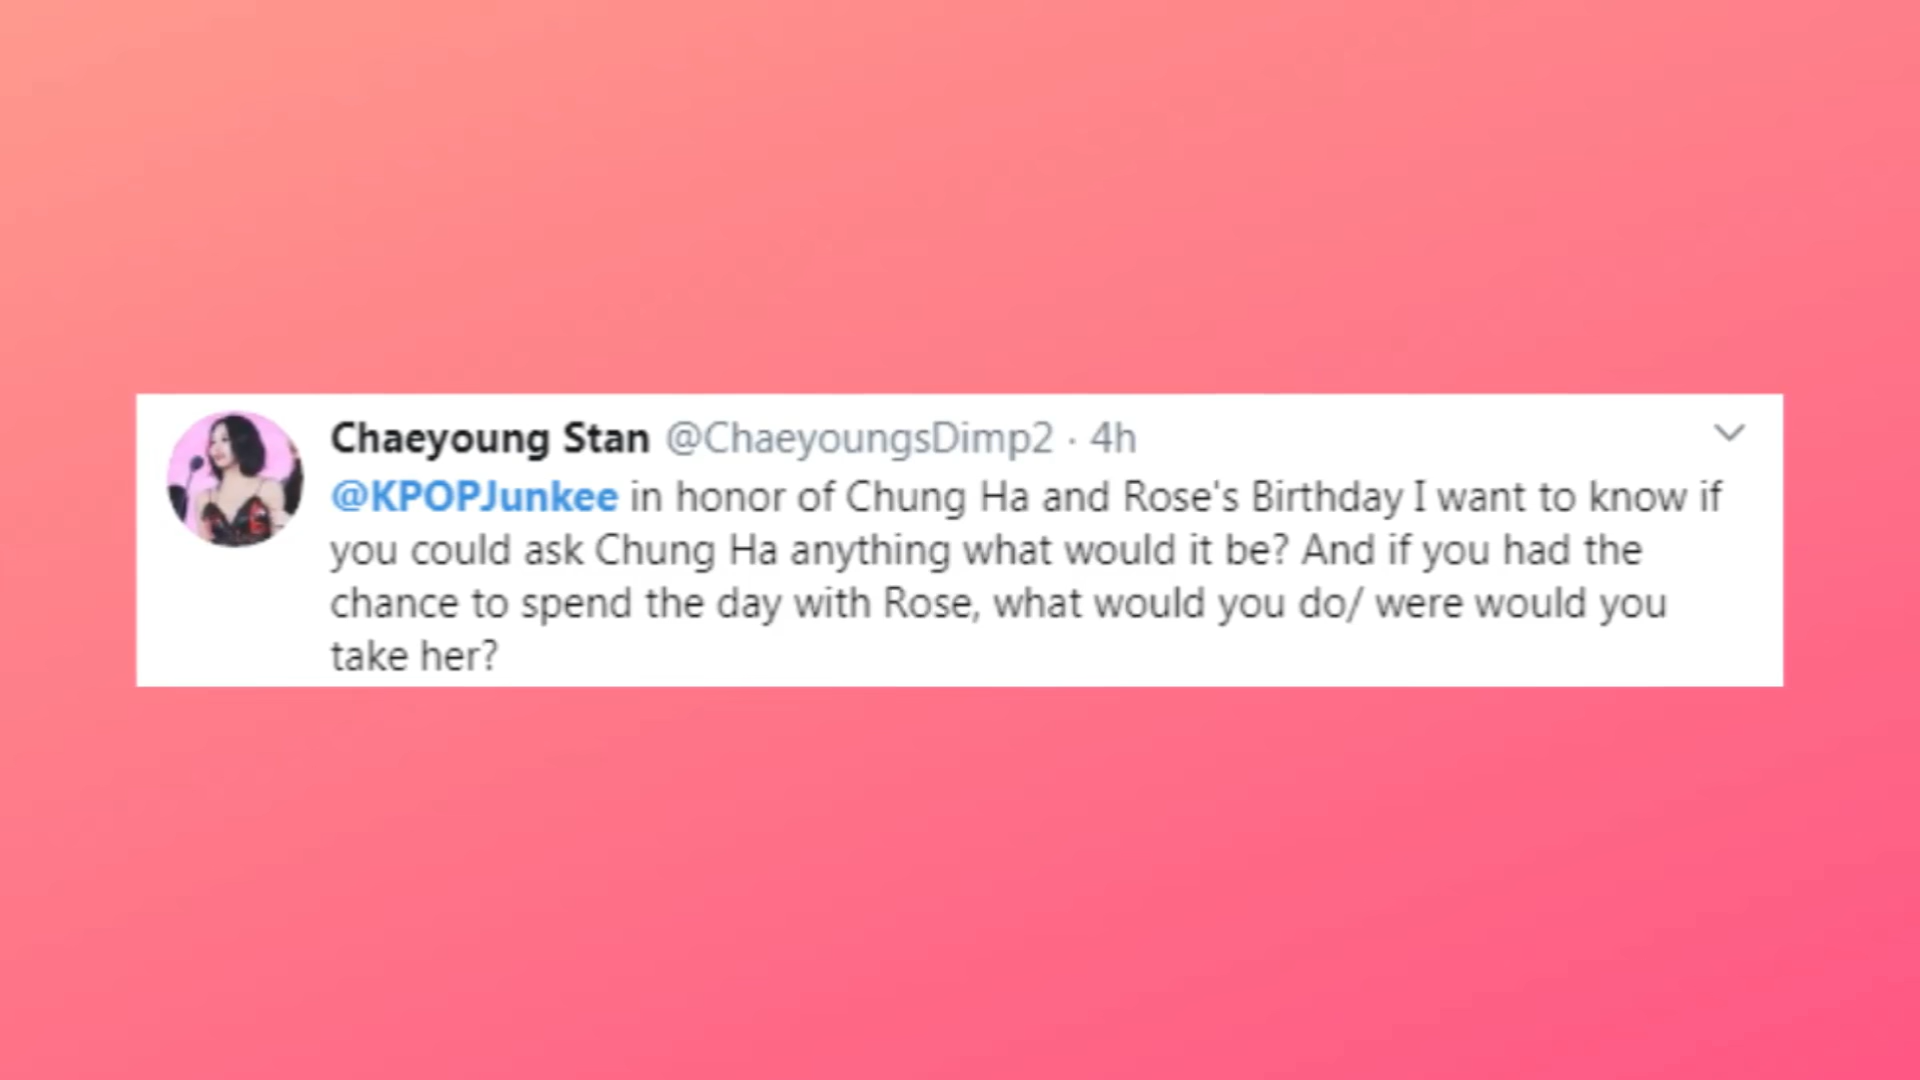 Chaeyoung Stan @ChaeyoungsDimp2 · 4h
@KPOPJunkee in honor of Chung Ha and Rose's Birthday I want to know if
you could ask Chung Ha anything what would it be? And if you had the
chance to spend the day with Rose, what would you do/ were would you
take her?